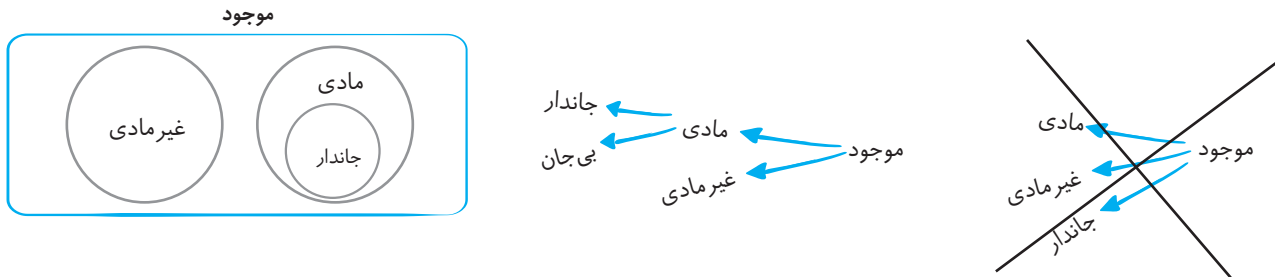 موجود
مادی
جاندار
غیرمادی
موجود
مادی
غیرمادی
جاندار
موجود
مادی
غیرمادی
جاندار
بی‌جان